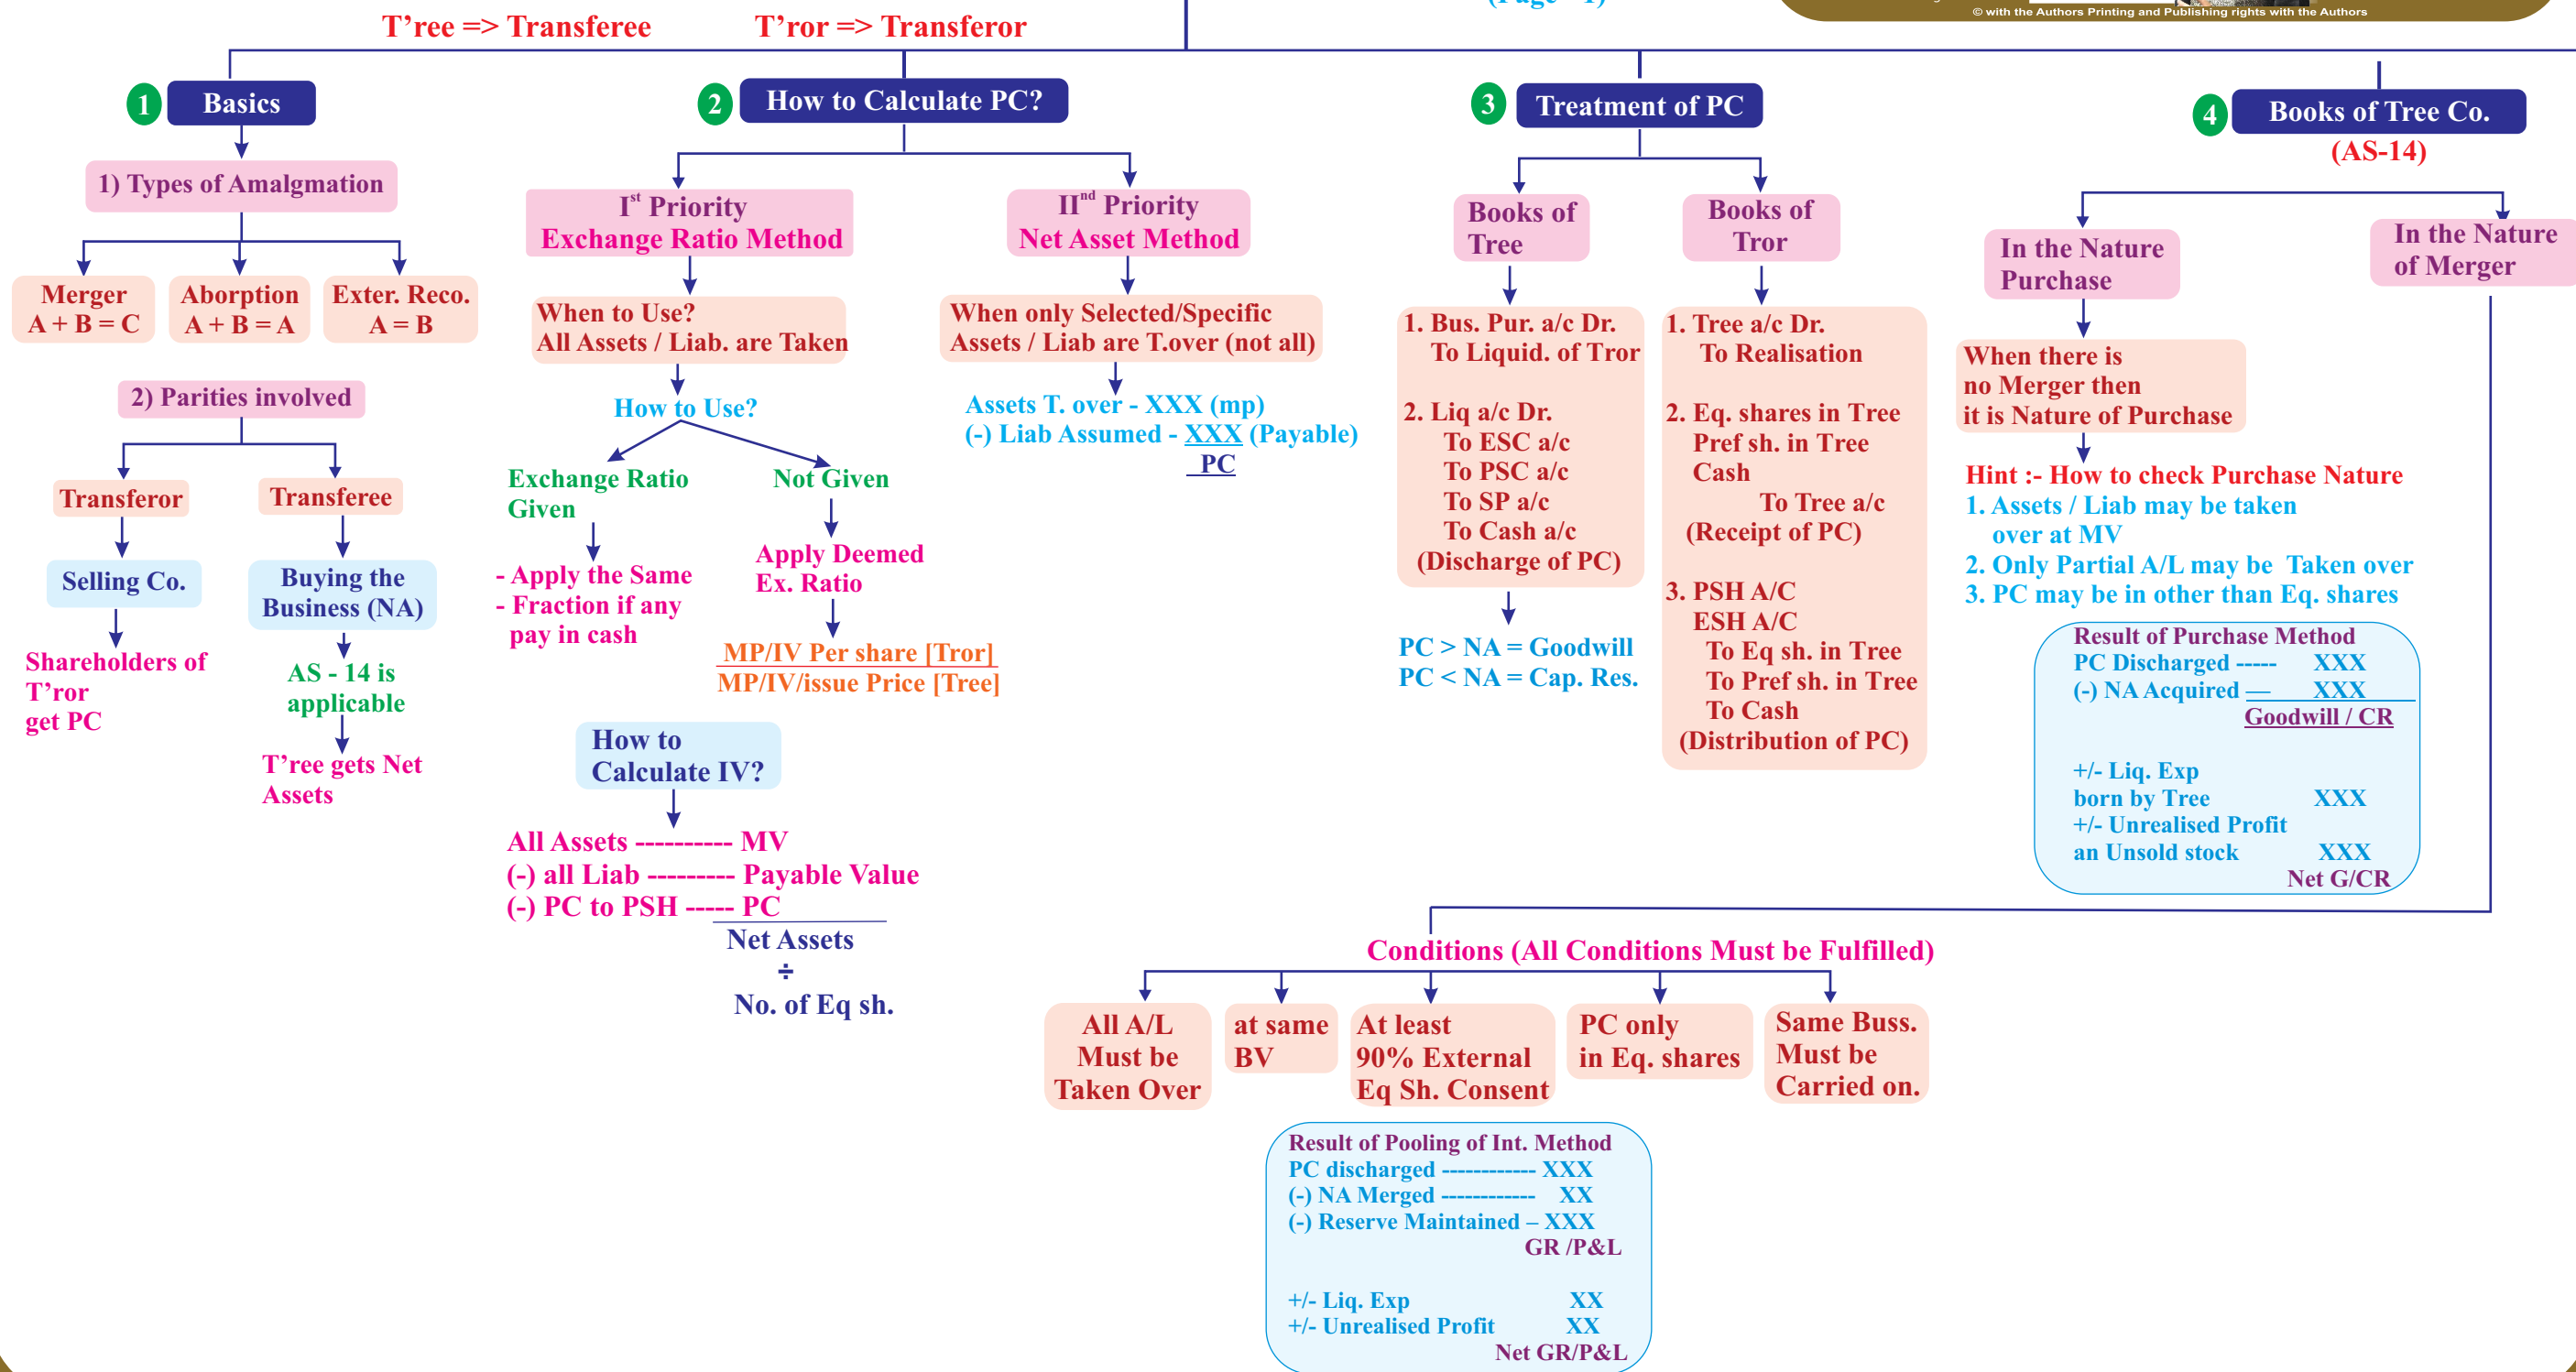 (Page - 1)
© with the Authors Printing and Publishing rights with the Authors
T’ree => Transferee
T’ror => Transferor
1
Basics
1) Types of Amalgmation
Merger
A + B = C
Aborption
A + B = A
Exter. Reco.
A = B
2) Parities involved
Transferor
Selling Co.
Shareholders of
T’ror
get PC
Transferee
Buying the
Business (NA)
AS - 14 is
applicable
T’ree gets Net
Assets
2
How to Calculate PC?
Ist Priority
Exchange Ratio Method
When to Use?
All Assets / Liab. are Taken
How to Use?
Exchange Ratio
Given
- Apply the Same
- Fraction if any
pay in cash
Not Given
Apply Deemed
Ex. Ratio
MP/IV Per share [Tror]
MP/IV/issue Price [Tree]
How to
Calculate IV?
All Assets ---------- MV
(-) all Liab --------- Payable Value
(-) PC to PSH ----- PC
Net Assets
÷
No. of Eq sh.
IInd Priority
Net Asset Method
When only Selected/Specific
Assets / Liab are T.over (not all)
Assets T. over - XXX (mp)
(-) Liab Assumed - XXX (Payable)
PC
3
Treatment of PC
Books of
Tree
1. Bus. Pur. a/c Dr.
To Liquid. of Tror
2. Liq a/c Dr.
To ESC a/c
To PSC a/c
To SP a/c
To Cash a/c
(Discharge of PC)
PC > NA = Goodwill
PC < NA = Cap. Res.
Books of
Tror
1. Tree a/c Dr.
To Realisation
2. Eq. shares in Tree
Pref sh. in Tree
Cash
To Tree a/c
(Receipt of PC)
3. PSH A/C
ESH A/C
To Eq sh. in Tree
To Pref sh. in Tree
To Cash
(Distribution of PC)
4
Books of Tree Co.
(AS-14)
In the Nature
Purchase
When there is
no Merger then
it is Nature of Purchase
Hint :- How to check Purchase Nature
1. Assets / Liab may be taken
over at MV
2. Only Partial A/L may be Taken over
3. PC may be in other than Eq. shares
Result of Purchase Method
PC Discharged ----- XXX
(-) NA Acquired — XXX
Goodwill / CR
+/- Liq. Exp
born by Tree XXX
+/- Unrealised Profit
an Unsold stock XXX
Net G/CR
In the Nature
of Merger
Conditions (All Conditions Must be Fulfilled)
All A/L
Must be
Taken Over
at same
BV
At least
90% External
Eq Sh. Consent
PC only
in Eq. shares
Same Buss.
Must be
Carried on.
Result of Pooling of Int. Method
PC discharged ------------ XXX
(-) NA Merged ------------ XX
(-) Reserve Maintained – XXX
GR /P&L
+/- Liq. Exp XX
+/- Unrealised Profit XX
Net GR/P&L